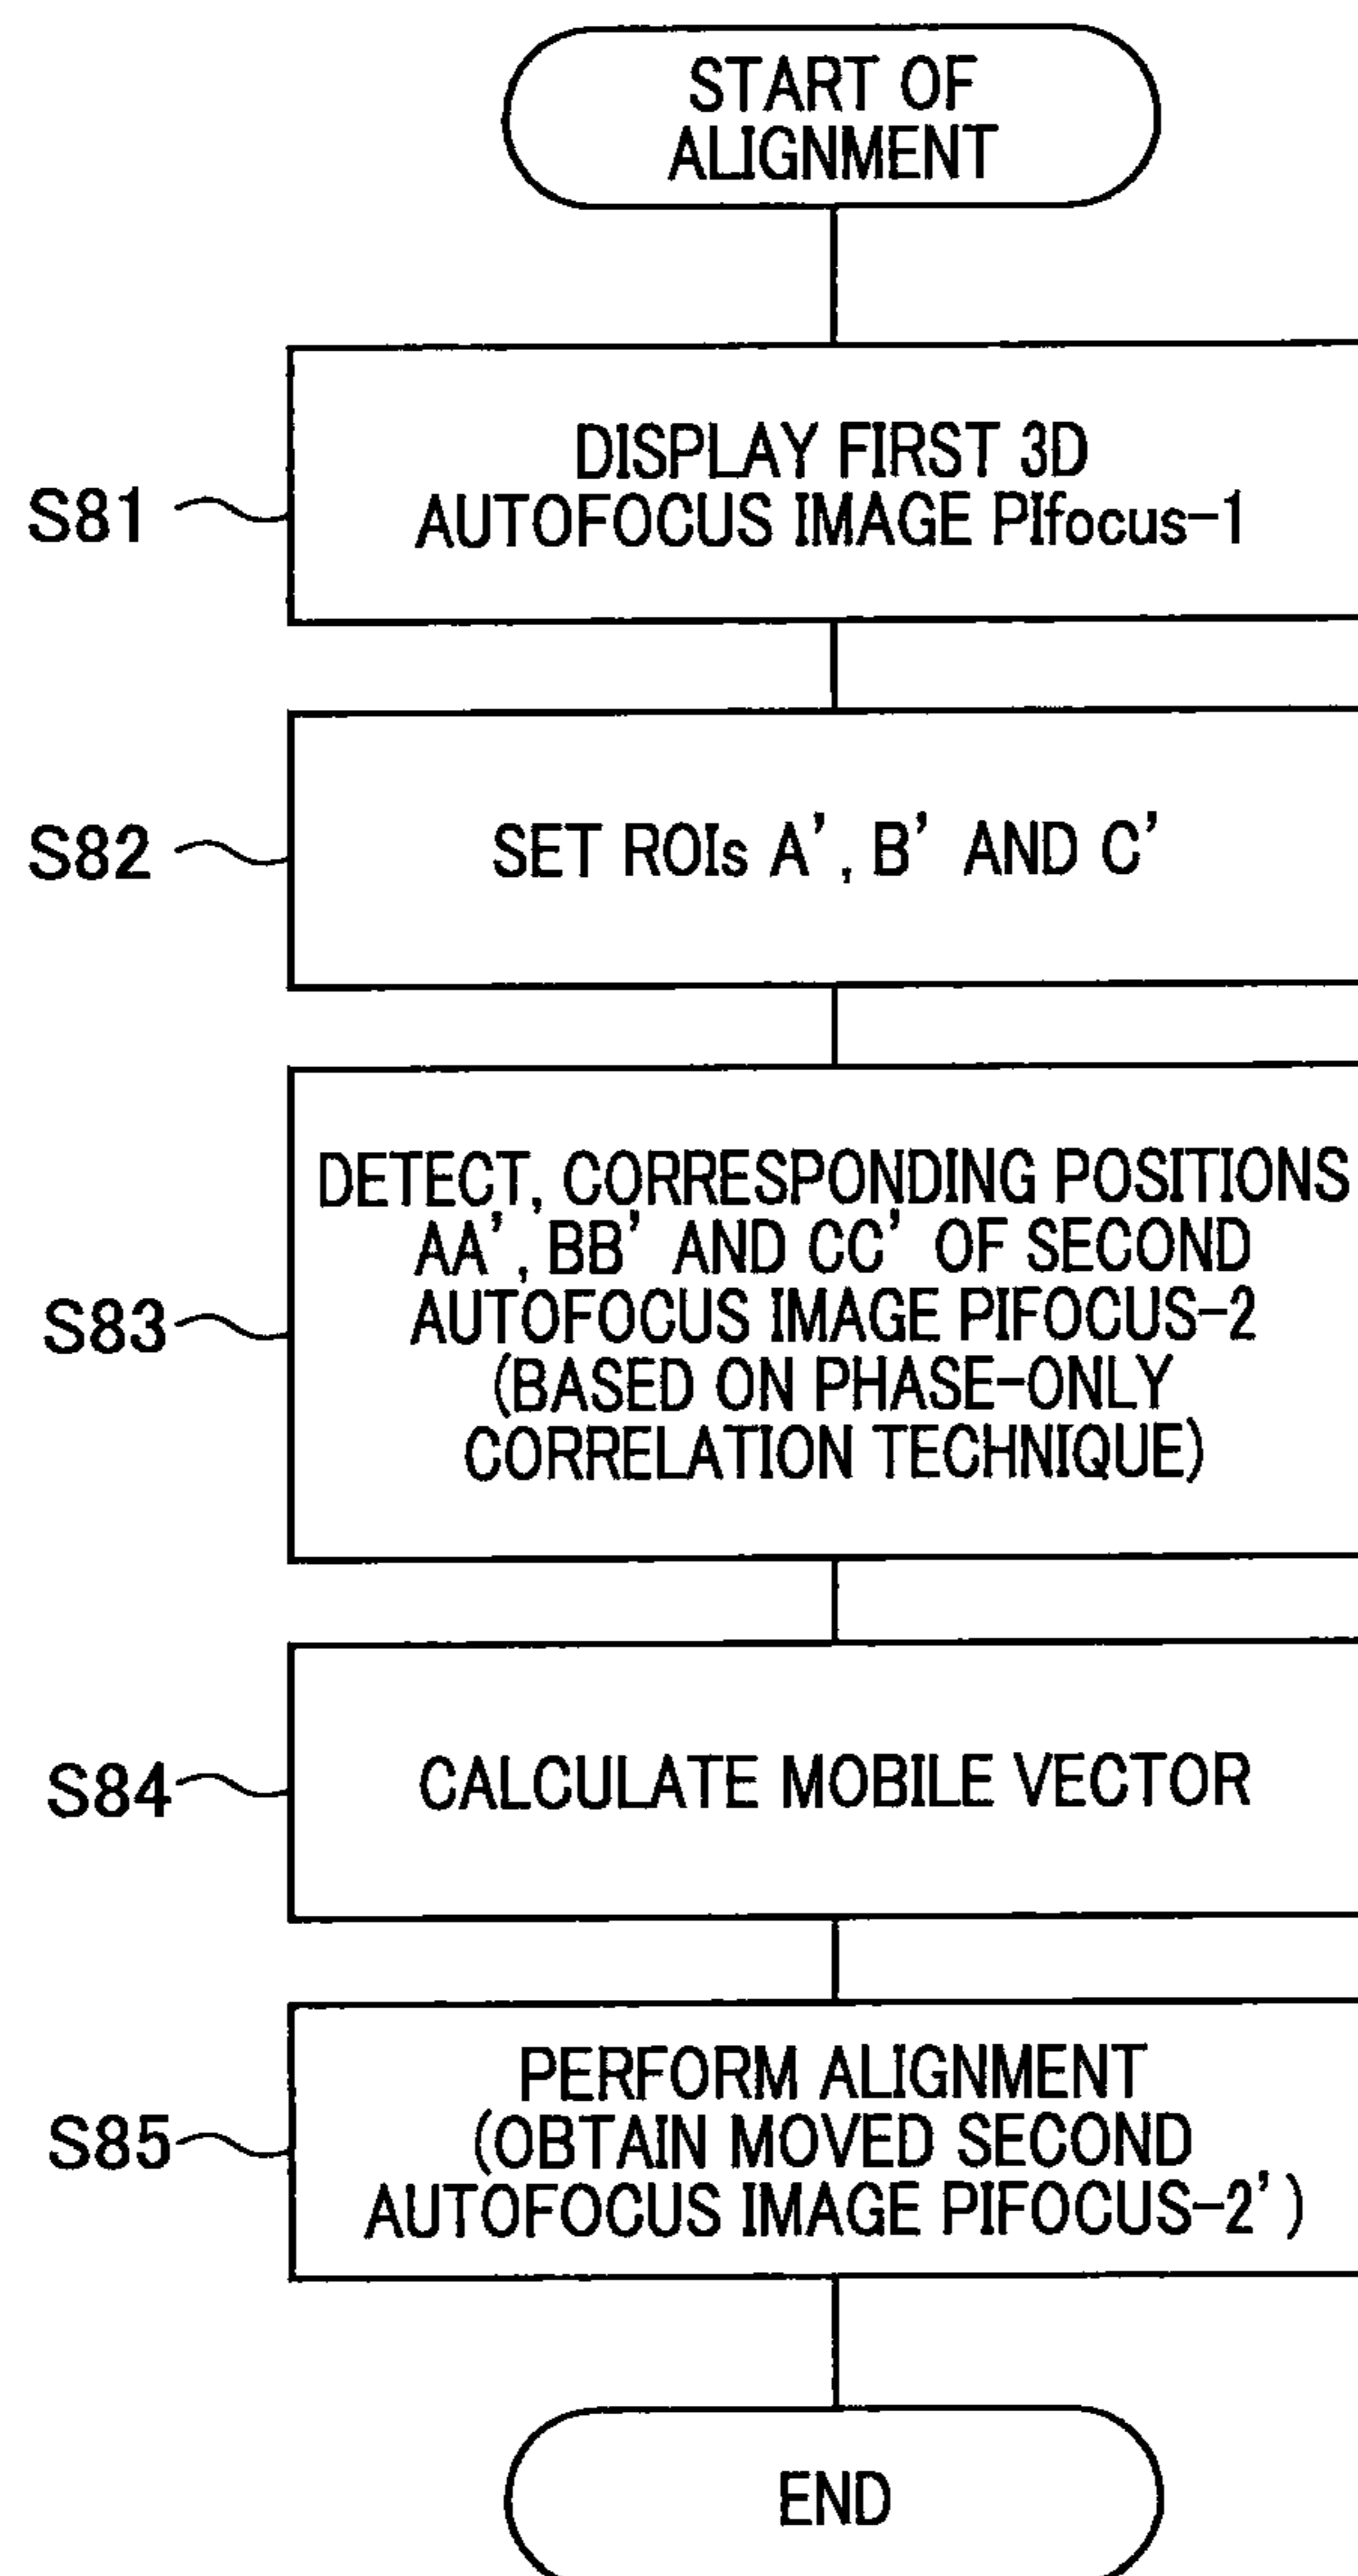 START OF
ALIGNMENT
S81
DISPLAY FIRST 3D
AUTOFOCUS IMAGE PIfocus-1
S82
SET ROIs A', B' AND C'
S83
DETECT, CORRESPONDING POSITIONS
AA', BB' AND CC' OF SECOND
AUTOFOCUS IMAGE PIFOCUS-2
(BASED ON PHASE-ONLY
CORRELATION TECHNIQUE)
S84
CALCULATE MOBILE VECTOR
S85
PERFORM ALIGNMENT
(OBTAIN MOVED SECOND
AUTOFOCUS IMAGE PIFOCUS-2')
END